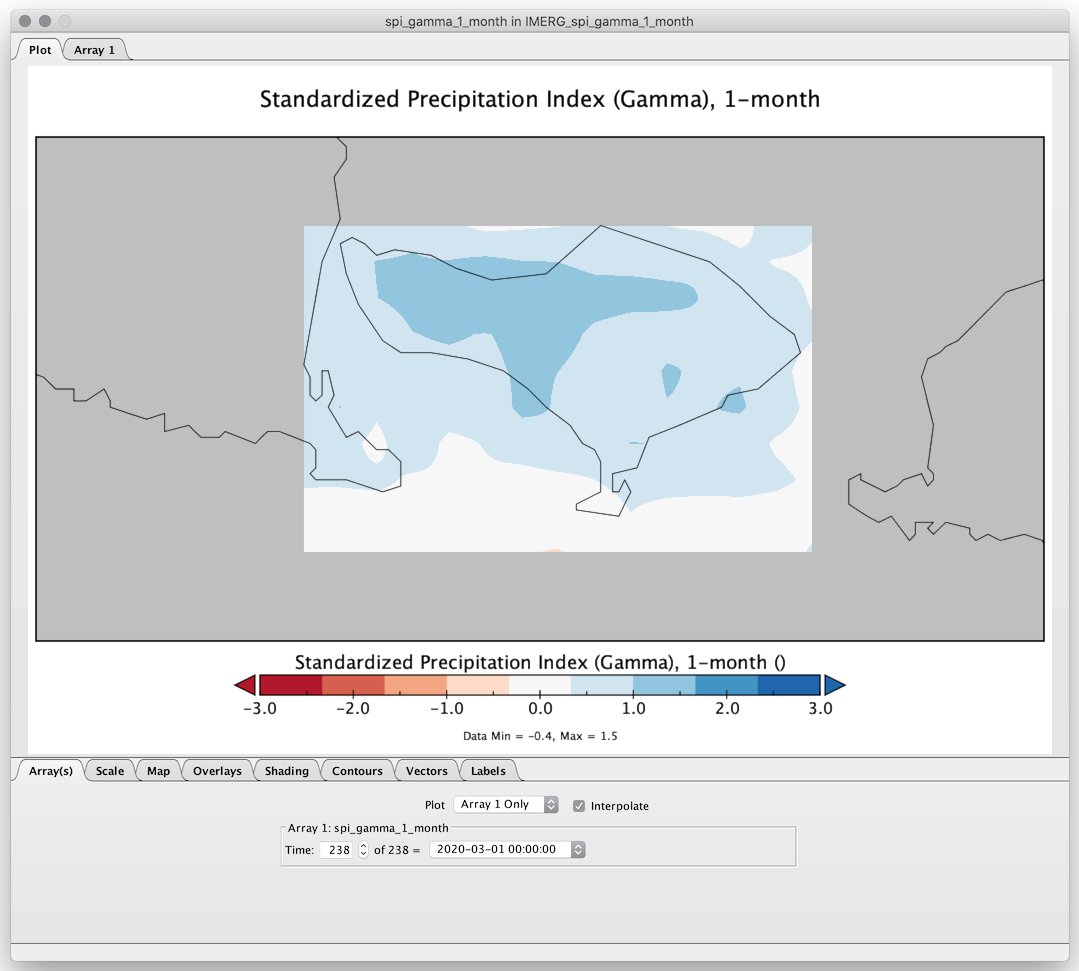 spi_gamma_1_month in IMERG_spi_gamma_1_month
Plot Array 1
Standardized Precipitation Index (Gamma), 1-month
Standardized Precipitation Index (Gamma), 1-month ()
−3.0 −2.0 −1.0 0.0 1.0 2.0 3.0
Data Min = −0.4, Max = 1.5
Array(s) Scale Map Overlays Shading Contours Vectors Labels
Plot Array 1 Only Interpolate
Array 1: spi_gamma_1_month
Time: 238 of 238 = 2020-03-01 00:00:00